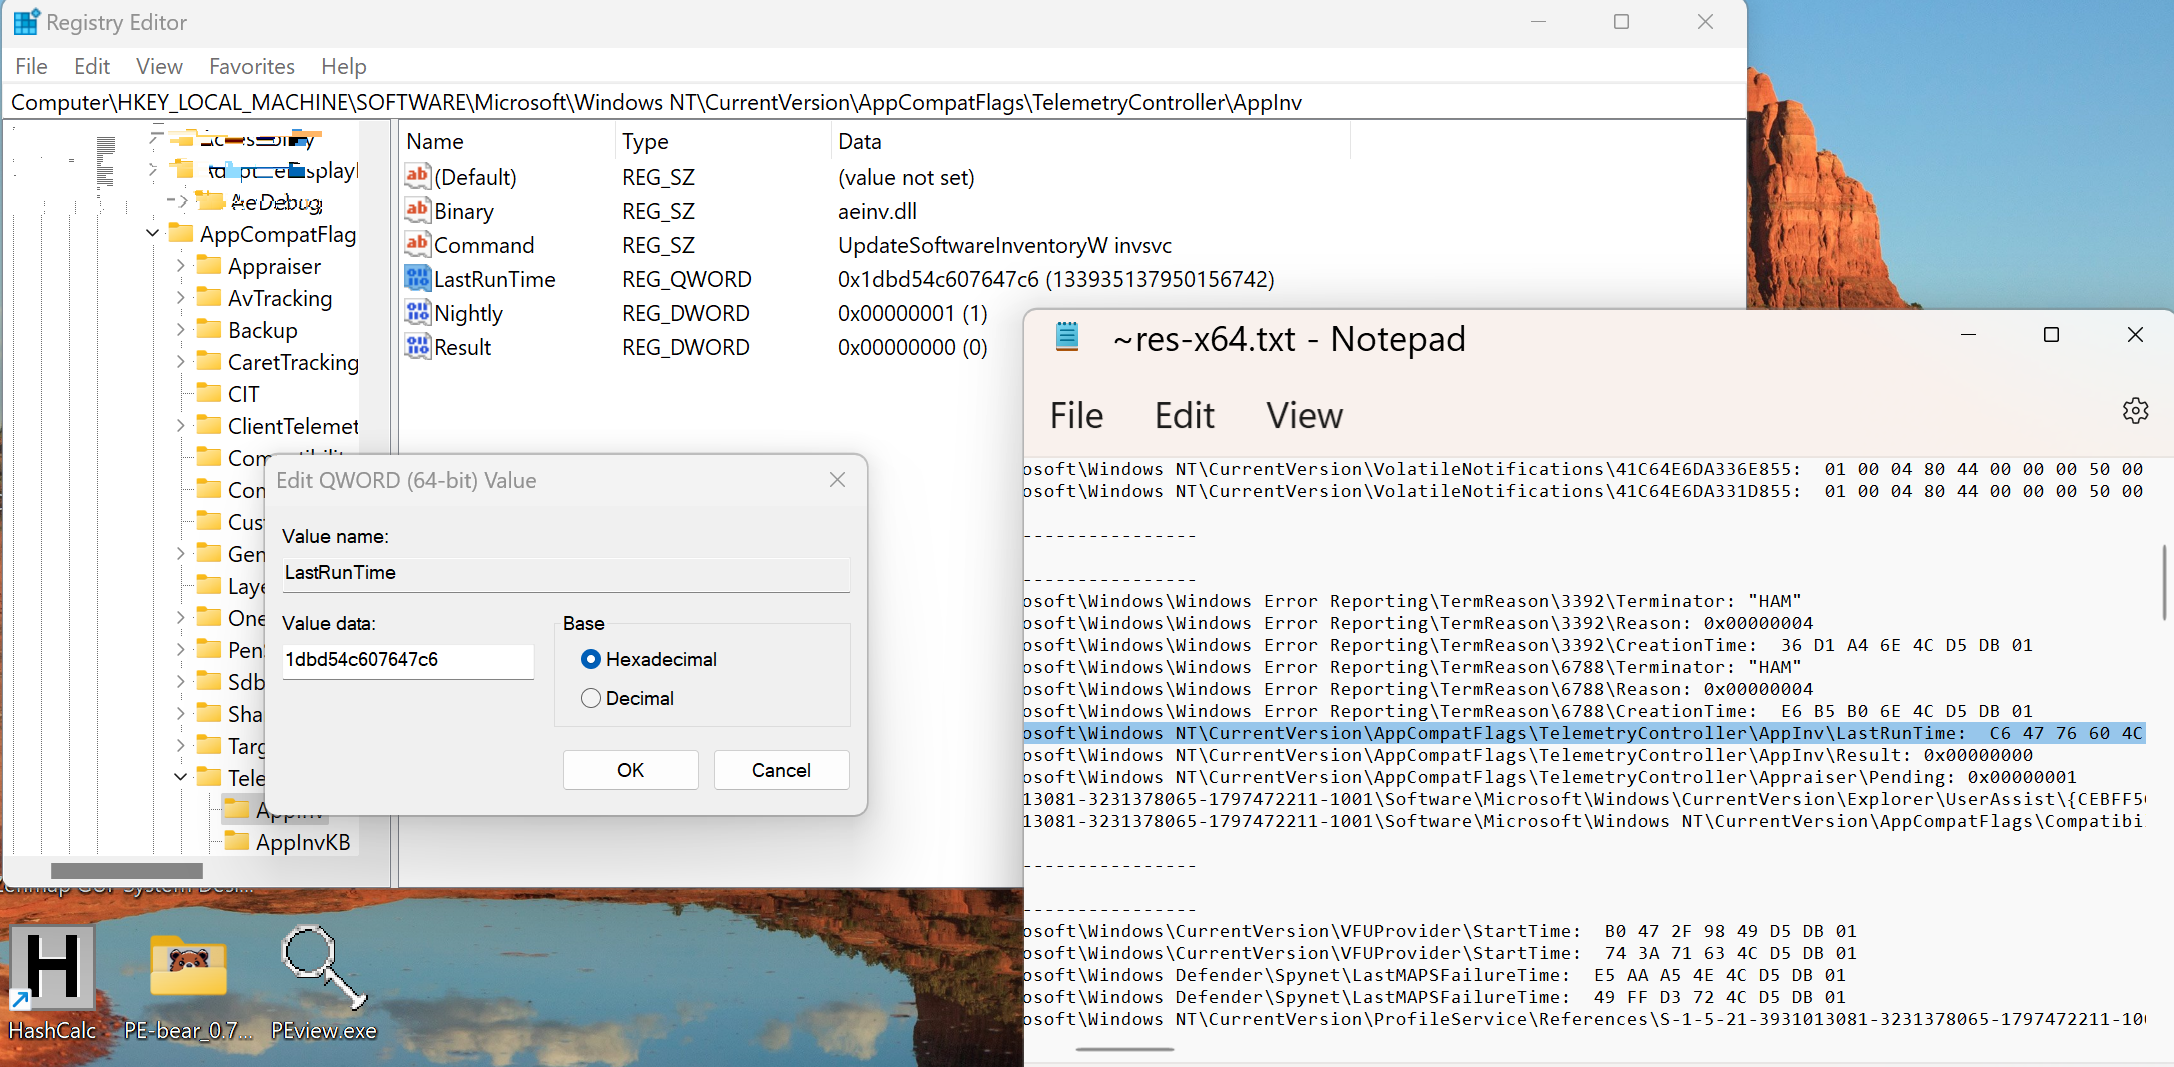 Registry Editor
File Edit View Favorites Help
Computer\HKEY_LOCAL_MACHINE\SOFTWARE\Microsoft\Windows NT\CurrentVersion\AppCompatFlags\TelemetryController\AppInv
AeDebug
AppCompatFlag
Appraiser
AvTracking
Backup
CaretTracking
CIT
ClientTelemet
Cus
Gen
Laye
One
Pen
Sdb
Sha
Targ
Tele
AppInv
AppInvKB
Name Type Data
(Default) REG_SZ (value not set)
Binary REG_SZ aeinv.dll
Command REG_SZ UpdateSoftwareInventoryW invsvc
LastRunTime REG_QWORD 0x1dbd54c607647c6 (133935137950156742)
Nightly REG_DWORD 0x00000001 (1)
Result REG_DWORD 0x00000000 (0)
Edit QWORD (64-bit) Value
Value name:
LastRunTime
Value data:
1dbd54c607647c6
Base
Hexadecimal
Decimal
OK Cancel
~res-x64.txt - Notepad
File Edit View
osoft\Windows NT\CurrentVersion\VolatileNotifications\41C64E6DA336E855: 01 00 04 80 44 00 00 00 50 00
osoft\Windows NT\CurrentVersion\VolatileNotifications\41C64E6DA331D855: 01 00 04 80 44 00 00 00 50 00
----------------
----------------
osoft\Windows\Windows Error Reporting\TermReason\3392\Terminator: "HAM"
osoft\Windows\Windows Error Reporting\TermReason\3392\Reason: 0x00000004
osoft\Windows\Windows Error Reporting\TermReason\3392\CreationTime: 36 D1 A4 6E 4C D5 DB 01
osoft\Windows\Windows Error Reporting\TermReason\6788\Terminator: "HAM"
osoft\Windows\Windows Error Reporting\TermReason\6788\Reason: 0x00000004
osoft\Windows\Windows Error Reporting\TermReason\6788\CreationTime: E6 B5 B0 6E 4C D5 DB 01
osoft\Windows NT\CurrentVersion\AppCompatFlags\TelemetryController\AppInv\LastRunTime: C6 47 76 60 4C
osoft\Windows NT\CurrentVersion\AppCompatFlags\TelemetryController\AppInv\Result: 0x00000000
osoft\Windows NT\CurrentVersion\AppCompatFlags\TelemetryController\Appraiser\Pending: 0x00000001
13081-3231378065-1797472211-1001\Software\Microsoft\Windows\CurrentVersion\Explorer\UserAssist\{CEBFF5
13081-3231378065-1797472211-1001\Software\Microsoft\Windows NT\CurrentVersion\AppCompatFlags\Compatibi
----------------
----------------
osoft\Windows\CurrentVersion\VFUProvider\StartTime: B0 47 2F 98 49 D5 DB 01
osoft\Windows\CurrentVersion\VFUProvider\StartTime: 74 3A 71 63 4C D5 DB 01
osoft\Windows Defender\Spynet\LastMAPSFailureTime: E5 AA A5 4E 4C D5 DB 01
osoft\Windows Defender\Spynet\LastMAPSFailureTime: 49 FF D3 72 4C D5 DB 01
osoft\Windows NT\CurrentVersion\ProfileService\References\S-1-5-21-3931013081-3231378065-1797472211-10
HashCalc PE-bear_0.7... PEview.exe